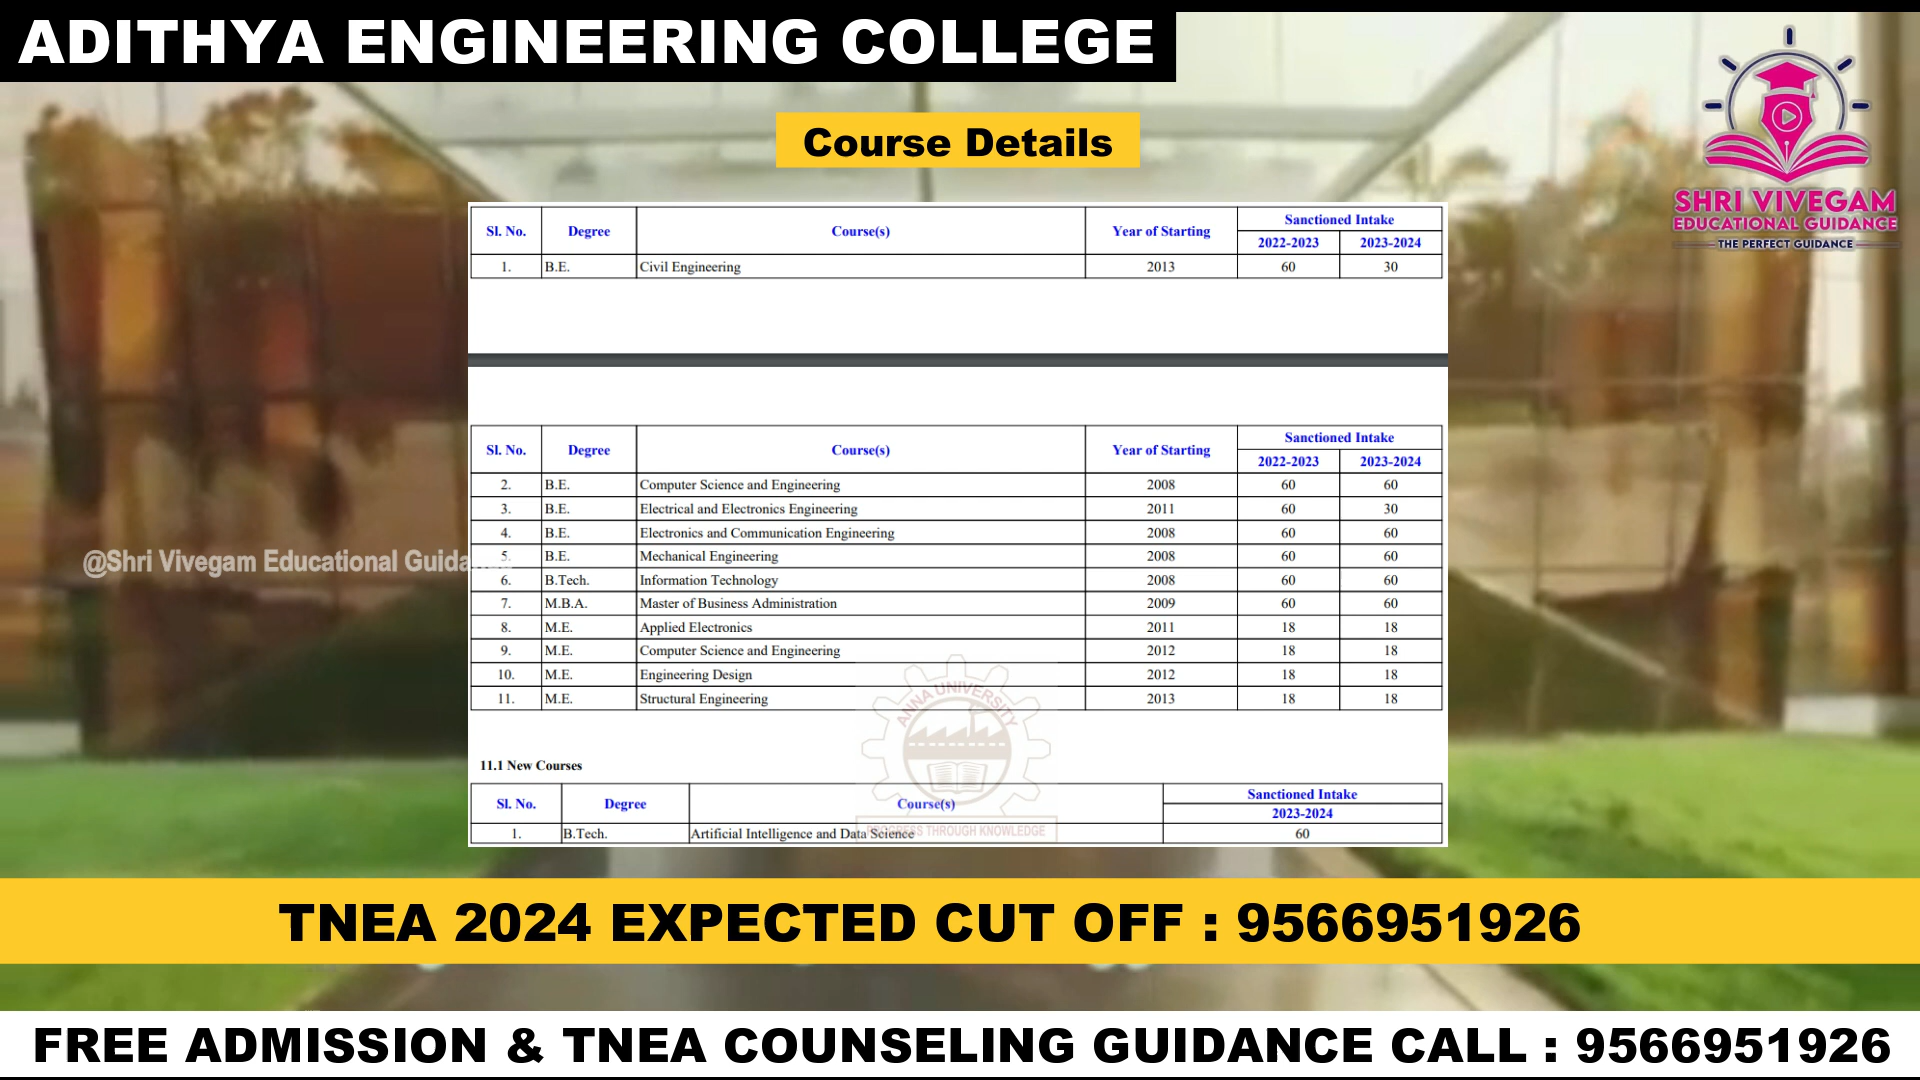 ADITHYA ENGINEERING COLLEGE
SHRI VIVEGAM
EDUCATIONAL GUIDANCE
THE PERFECT GUIDANCE
Course Details
Sl. No. Degree Course(s) Year of Starting Sanctioned Intake
2022-2023 2023-2024
1. B.E. Civil Engineering 2013 60 30
Sl. No. Degree Course(s) Year of Starting Sanctioned Intake
2022-2023 2023-2024
2. B.E. Computer Science and Engineering 2008 60 60
3. B.E. Electrical and Electronics Engineering 2011 60 30
4. B.E. Electronics and Communication Engineering 2008 60 60
5. B.E. Mechanical Engineering 2008 60 60
@Shri Vivegam Educational Guidance
6. B.Tech. Information Technology 2008 60 60
7. M.B.A. Master of Business Administration 2009 60 60
8. M.E. Applied Electronics 2011 18 18
9. M.E. Computer Science and Engineering 2012 18 18
10. M.E. Engineering Design 2012 18 18
11. M.E. Structural Engineering 2013 18 18
ANNA UNIVERSITY
11.1 New Courses
Sl. No. Degree Course(s) Sanctioned Intake
2023-2024
1. B.Tech. Artificial Intelligence and Data Science 60
PROGRESS THROUGH KNOWLEDGE
TNEA 2024 EXPECTED CUT OFF : 9566951926
FREE ADMISSION & TNEA COUNSELING GUIDANCE CALL : 9566951926